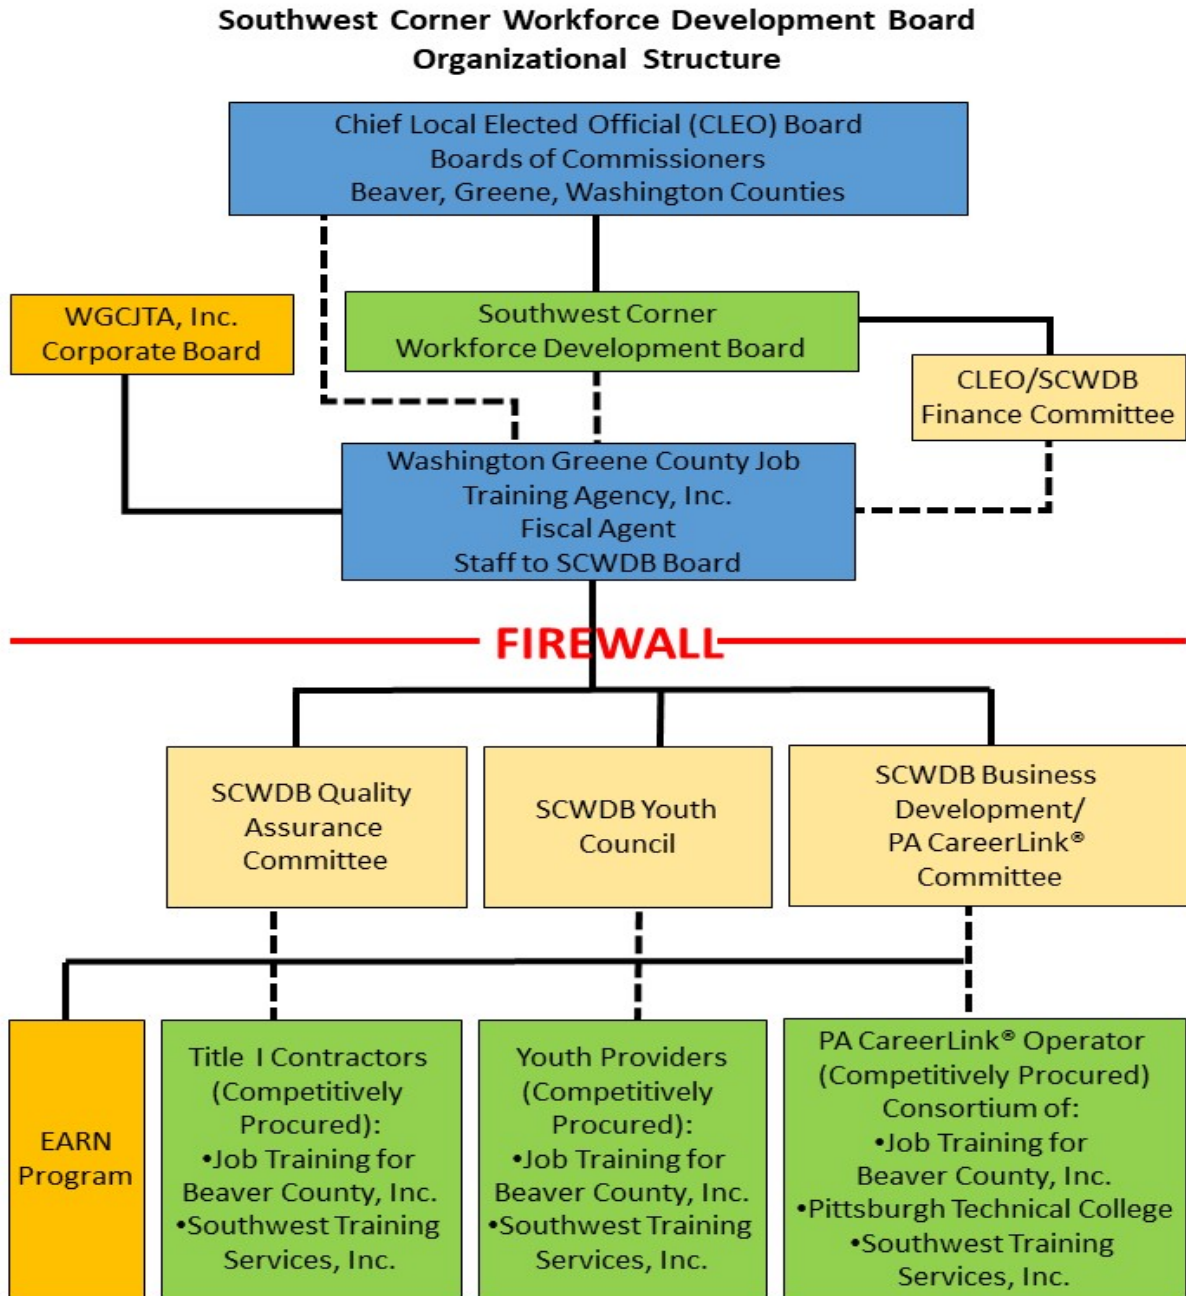 Southwest Corner Workforce Development Board
Organizational Structure
Chief Local Elected Official (CLEO) Board
Boards of Commissioners
Beaver, Greene, Washington Counties
WGCJTA, Inc.
Corporate Board
Southwest Corner
Workforce Development Board
CLEO/SCWDB
Finance Committee
Washington Greene County Job
Training Agency, Inc.
Fiscal Agent
Staff to SCWDB Board
FIREWALL
SCWDB Quality
Assurance
Committee
SCWDB Youth
Council
SCWDB Business
Development/
PA CareerLink®
Committee
EARN
Program
Title I Contractors
(Competitively
Procured):
•Job Training for
Beaver County, Inc.
•Southwest Training
Services, Inc.
Youth Providers
(Competitively
Procured):
•Job Training for
Beaver County, Inc.
•Southwest Training
Services, Inc.
PA CareerLink® Operator
(Competitively Procured)
Consortium of:
•Job Training for
Beaver County, Inc.
•Pittsburgh Technical College
•Southwest Training
Services, Inc.